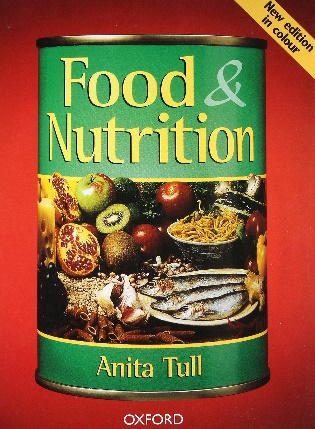 New edition
in colour
Food &
Nutrition
Anita Tull
OXFORD